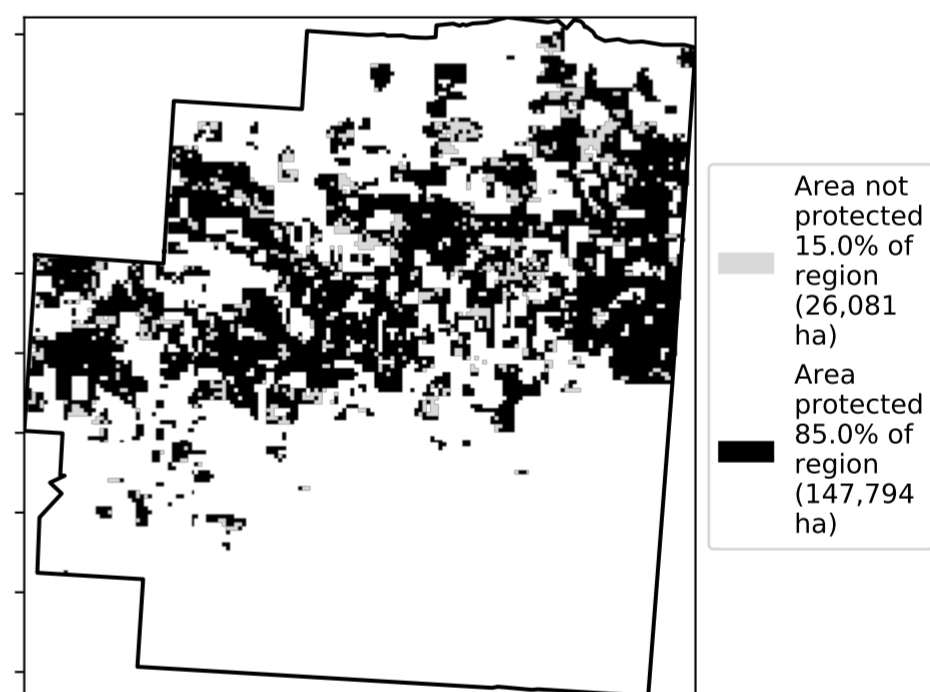 Area not
protected
15.0% of
region
(26,081
ha)
Area
protected
85.0% of
region
(147,794
ha)